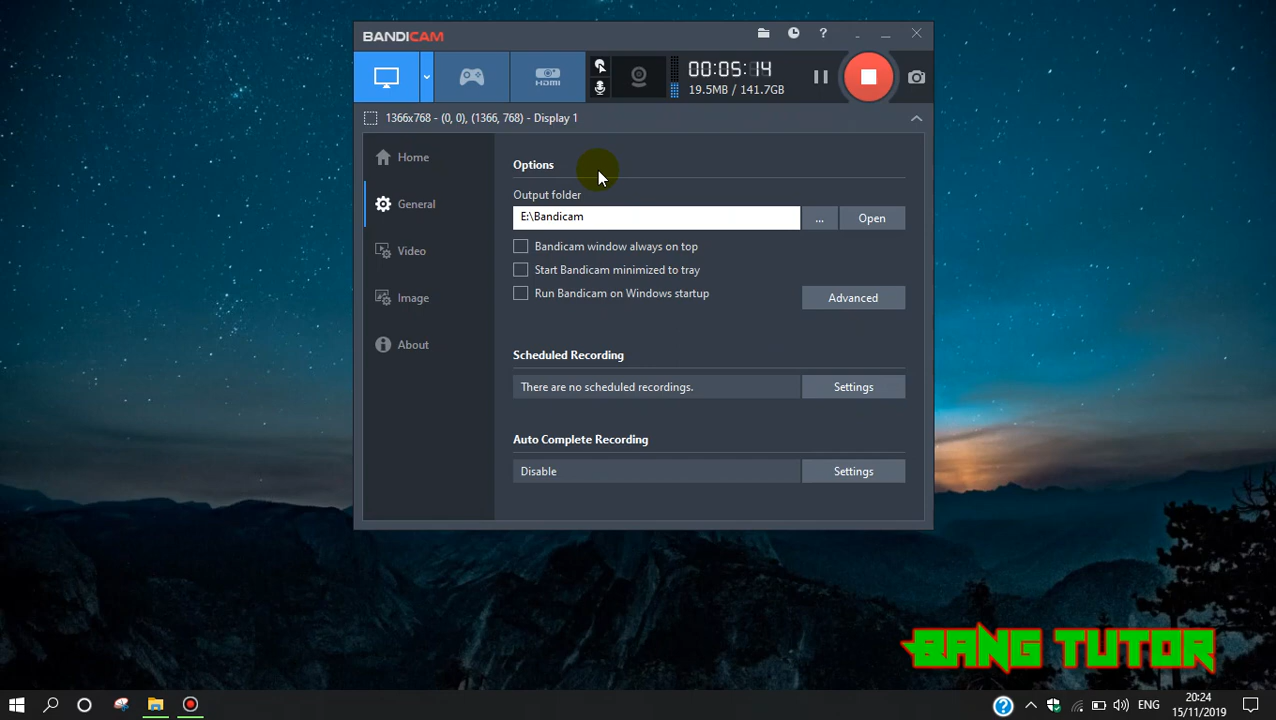 BANDICAM
?
HDMI
00:05:14
19.5MB / 141.7GB
1366x768 - (0, 0), (1366, 768) - Display 1
Home
General
Video
Image
About
Options
Output folder
E:\Bandicam
...
Open
Bandicam window always on top
Start Bandicam minimized to tray
Run Bandicam on Windows startup
Advanced
Scheduled Recording
There are no scheduled recordings.
Settings
Auto Complete Recording
Disable
Settings
BANG TUTOR
?
ENG
20:24
15/11/2019